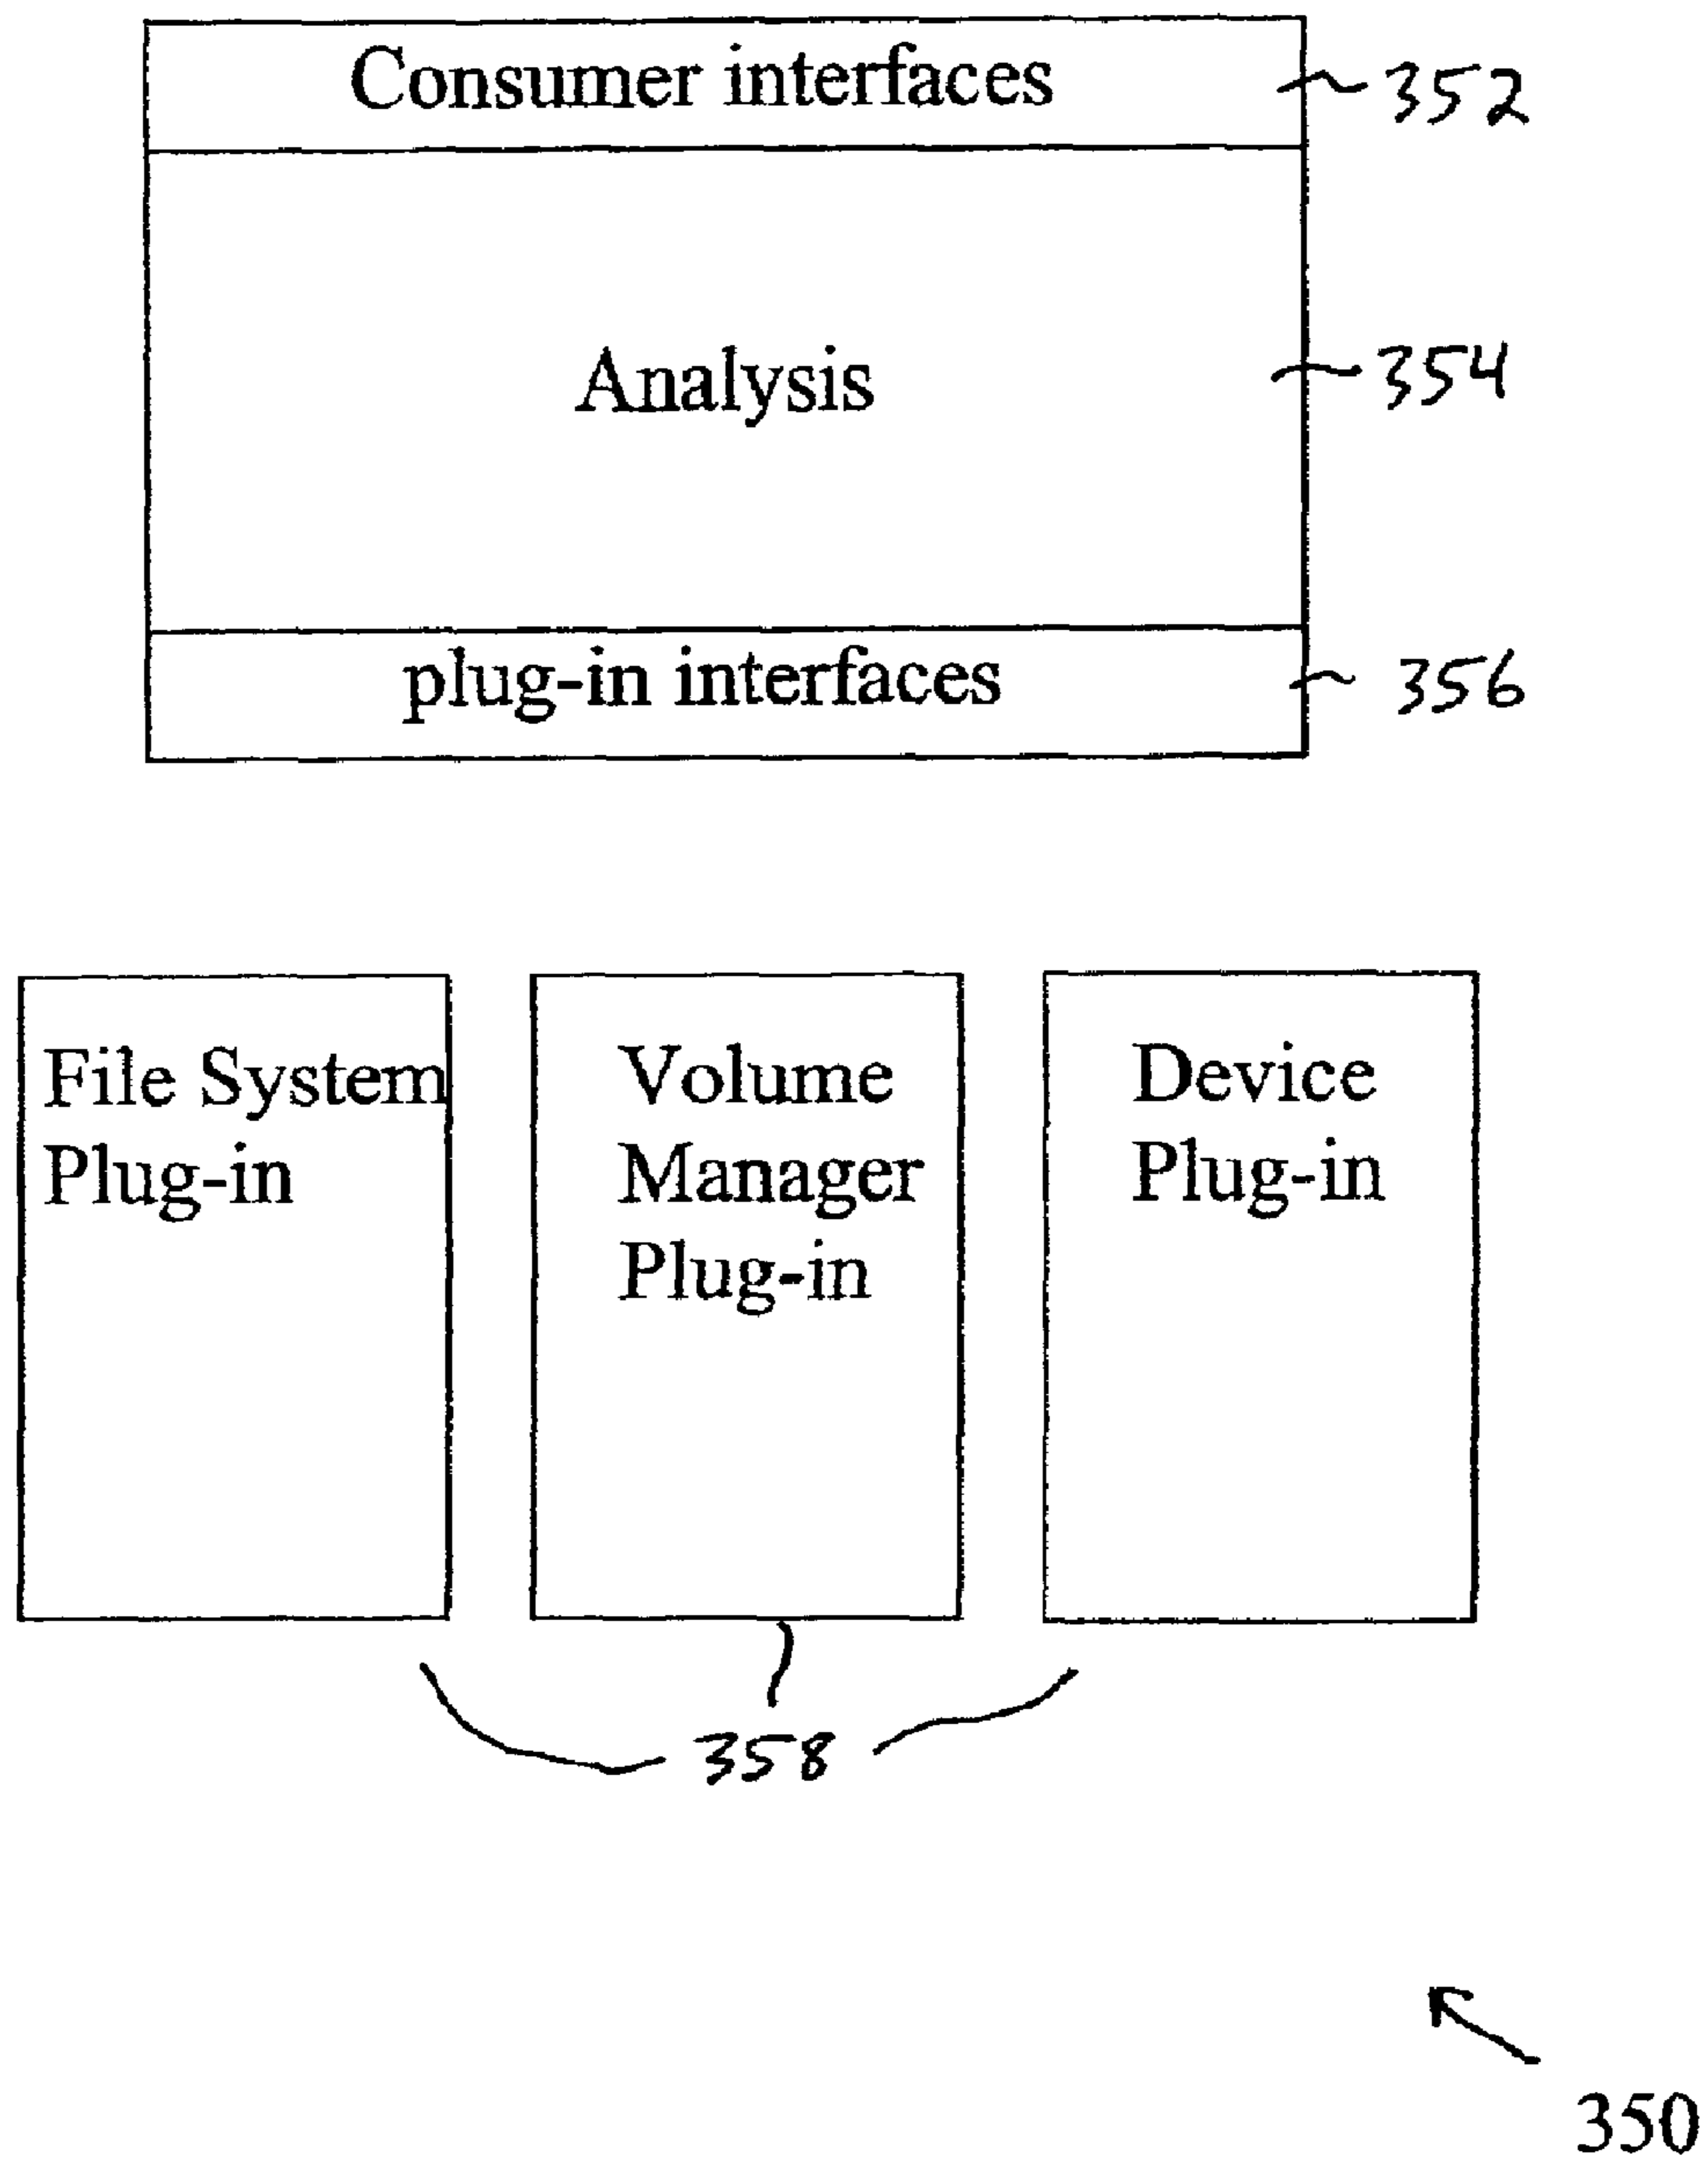 Consumer interfaces
352
Analysis
354
plug-in interfaces
356
File System
Plug-in
Volume
Manager
Plug-in
Device
Plug-in
358
350